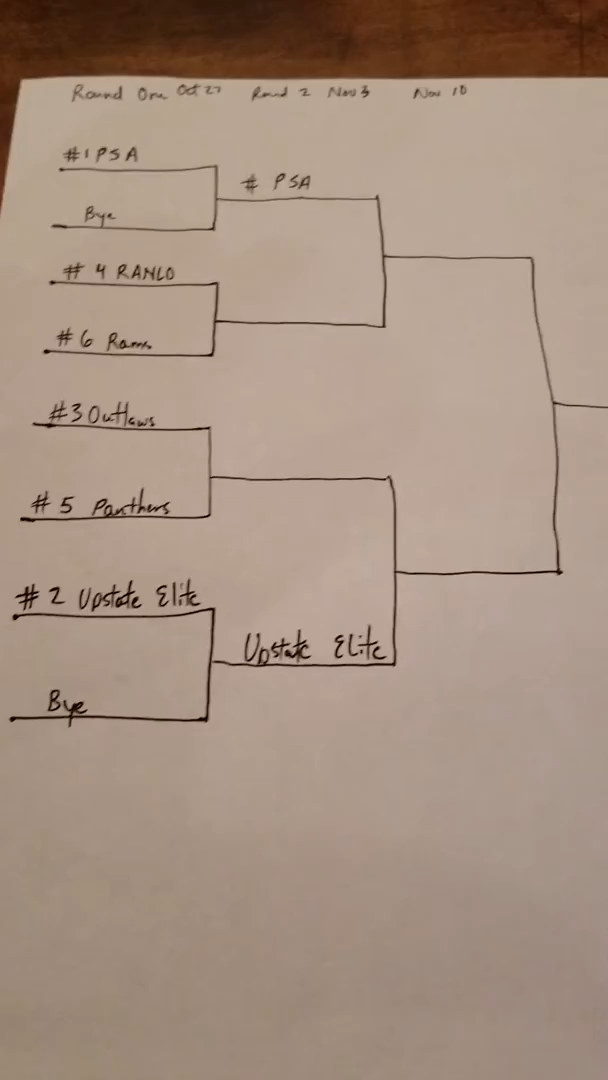 Round One Oct 27 Round 2 Nov 3 Nov 10
#1 PSA
# PSA
Bye
# 4 RANLO
# 6 Rams
#3 Outlaws
# 5 Panthers
# 2 Upstate Elite
Upstate Elite
Bye